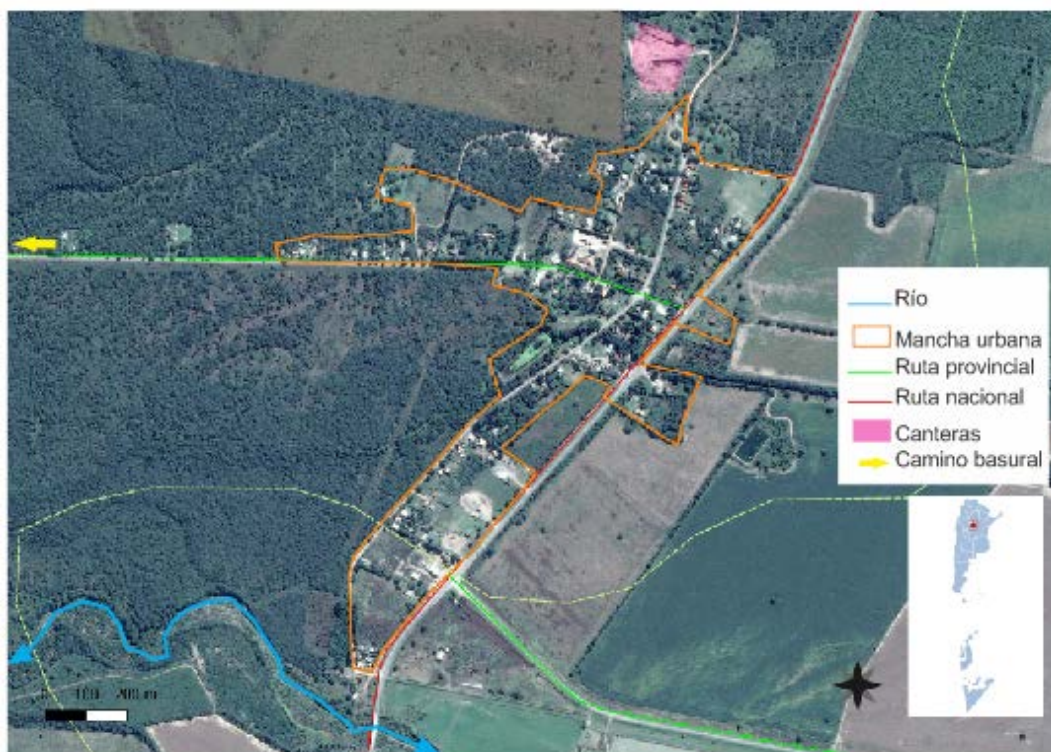 Río
Mancha urbana
Ruta provincial
Ruta nacional
Canteras
Camino basural